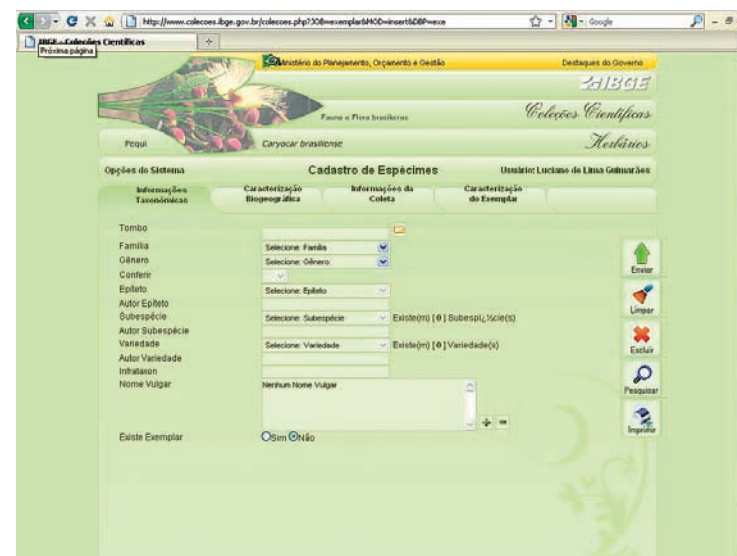 http://www.colecoes.ibge.gov.br/colecoes.php?JOB=exemplar&MOD=insert&DBP=exe
Google
IBGE - Coleções Científicas
Próxima página
Ministério do Planejamento, Orçamento e Gestão
Destaques do Governo
IBGE
Fauna e Flora brasileiras
Coleções Científicas
Pequi
Caryocar brasiliense
Herbários
Opções do Sistema
Cadastro de Espécimes
Usuário: Luciano de Lima Guimarães
Informações Taxonômicas
Caracterização Biogeográfica
Informações da Coleta
Caracterização do Exemplar
Tombo
Família
Selecione: Família
Gênero
Selecione: Gênero
Conferir
Enviar
Epíteto
Selecione: Epíteto
Autor Epíteto
Subespécie
Selecione: Subespécie
Existe(m) [ 0 ] Subespï¿½cie(s)
Limpar
Autor Subespécie
Variedade
Selecione: Variedade
Existe(m) [ 0 ] Variedade(s)
Excluir
Autor Variedade
Infrataxon
Nome Vulgar
Nenhum Nome Vulgar
Pesquisar
Imprimir
Existe Exemplar
Sim
Não